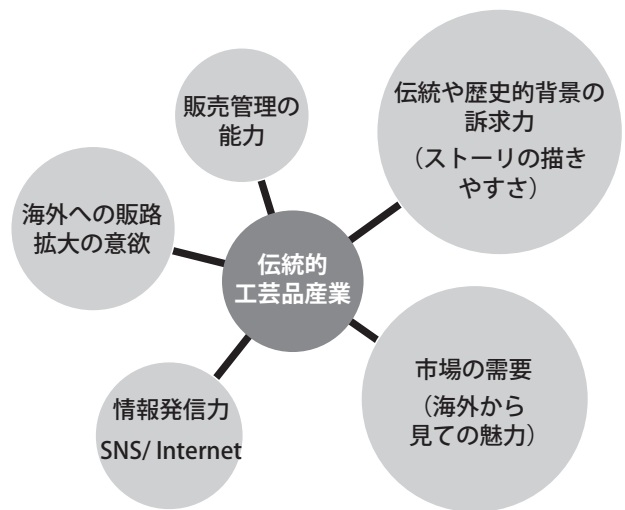 販売管理の
能力
伝統や歴史的背景の
訴求力
（ストーリの描き
やすさ）
海外への販路
拡大の意欲
伝統的
工芸品産業
市場の需要
（海外から
見ての魅力）
情報発信力
SNS/ Internet